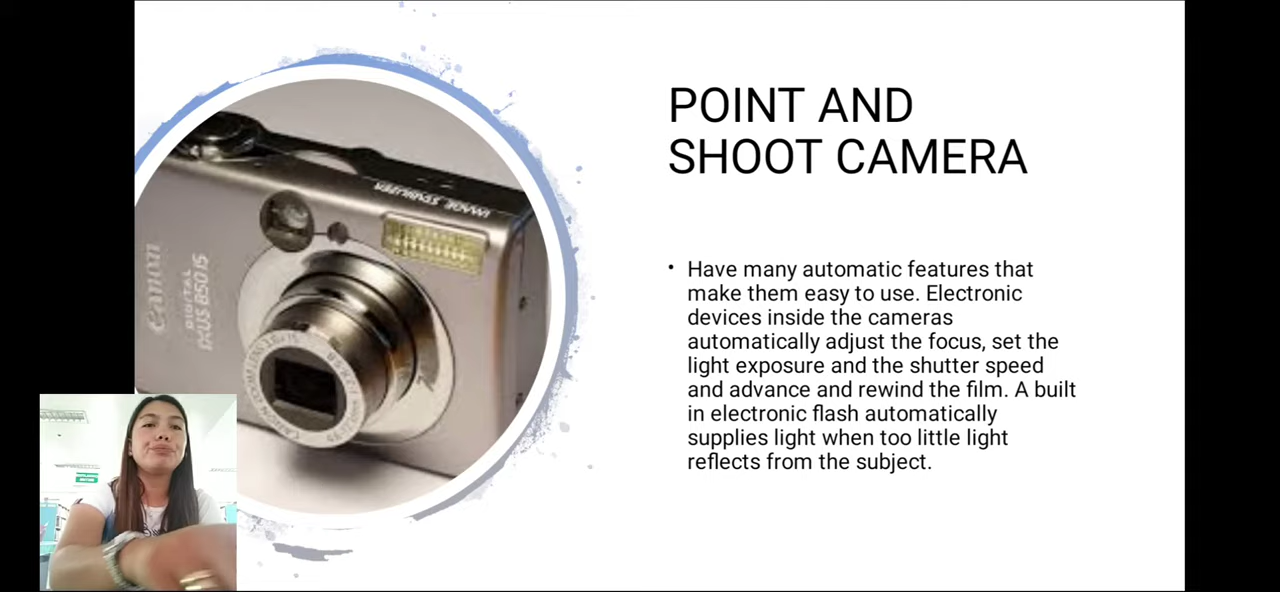 POINT AND
SHOOT CAMERA
• Have many automatic features that
make them easy to use. Electronic
devices inside the cameras
automatically adjust the focus, set the
light exposure and the shutter speed
and advance and rewind the film. A built
in electronic flash automatically
supplies light when too little light
reflects from the subject.
IMAGE STABILIZER
Canon
DIGITAL
IXUS 850 IS